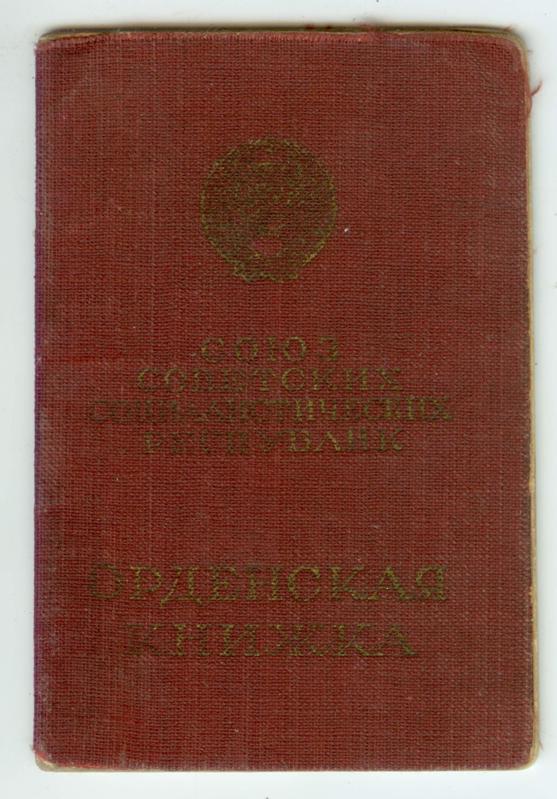 СОЮЗ
СОВЕТСКИХ
СОЦИАЛИСТИЧЕСКИХ
РЕСПУБЛИК
ОРДЕНСКАЯ
КНИЖКА